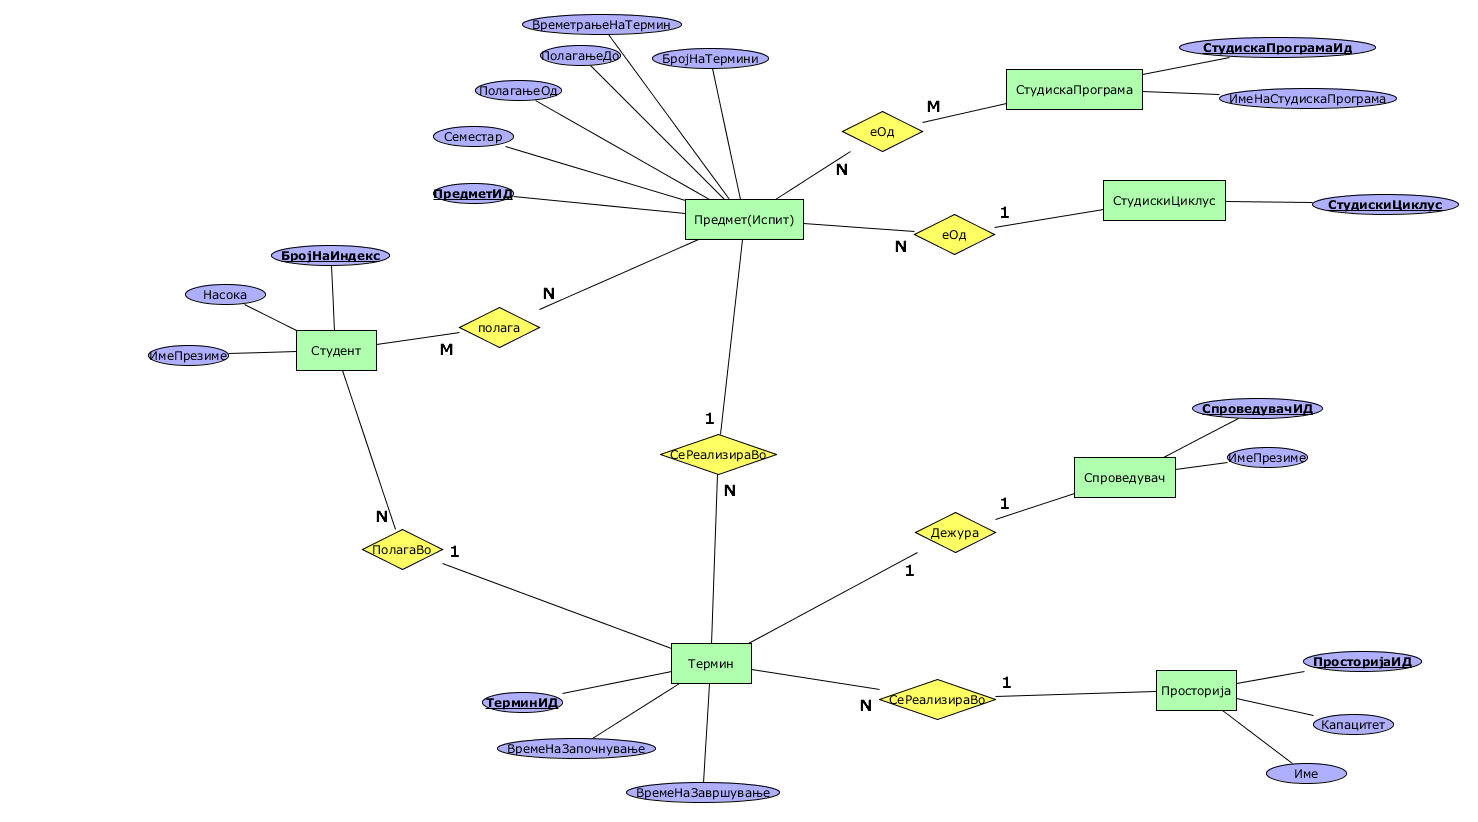 ВреметрањеНаТермин
ПолагањеДо
БројНаТермини
ПолагањеОд
Семестар
ПредметИД
Предмет(Испит)
еОд
M
N
СтудискаПрограма
СтудискаПрограмаИд
ИмеНаСтудискаПрограма
еОд
1
N
СтудискиЦиклус
СтудискиЦиклус
БројНаИндекс
Насока
ИмеПрезиме
Студент
полага
N
M
1
СеРеализираВо
N
СпроведувачИД
ИмеПрезиме
Спроведувач
1
Дежура
1
N
ПолагаВо
1
Термин
ТерминИД
ВремеНаЗапочнување
ВремеНаЗавршување
N
СеРеализираВо
1
Просторија
ПросторијаИД
Капацитет
Име